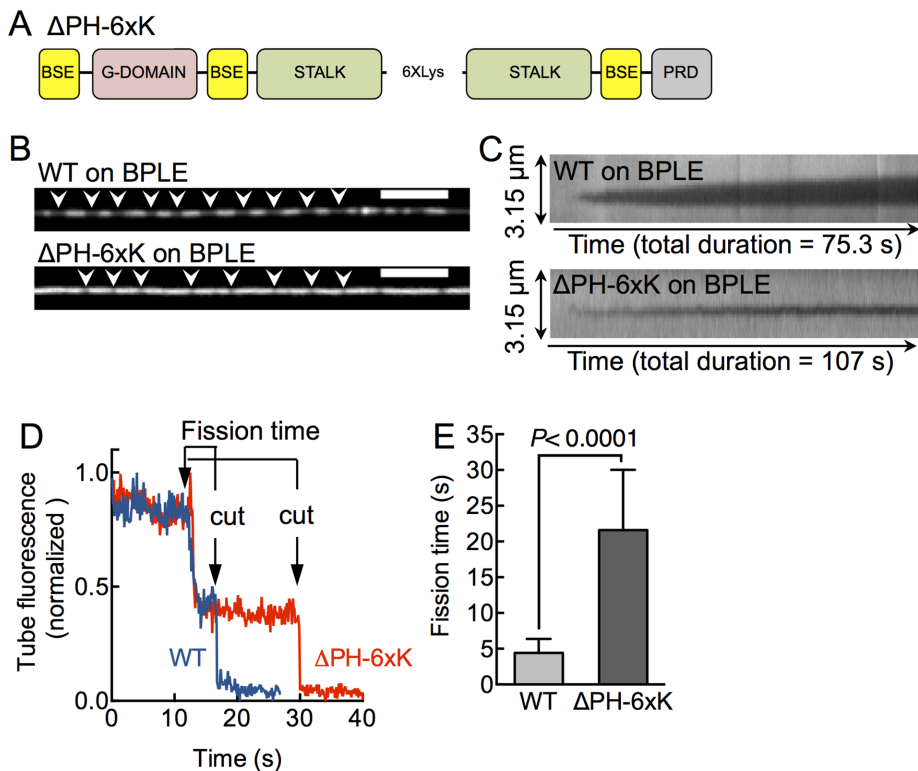 A ΔPH-6xK
BSE G-DOMAIN BSE STALK 6XLys STALK BSE PRD
B
WT on BPLE
ΔPH-6xK on BPLE
C
3.15 µm
WT on BPLE
Time (total duration = 75.3 s)
3.15 µm
ΔPH-6xK on BPLE
Time (total duration = 107 s)
D
Fission time
cut cut
Tube fluorescence
(normalized )
1.0
0.5
0.0
WT
ΔPH-6xK
0 10 20 30 40
Time (s)
E
P< 0.0001
Fission time (s)
35
30
25
20
15
10
5
0
WT ΔPH-6xK